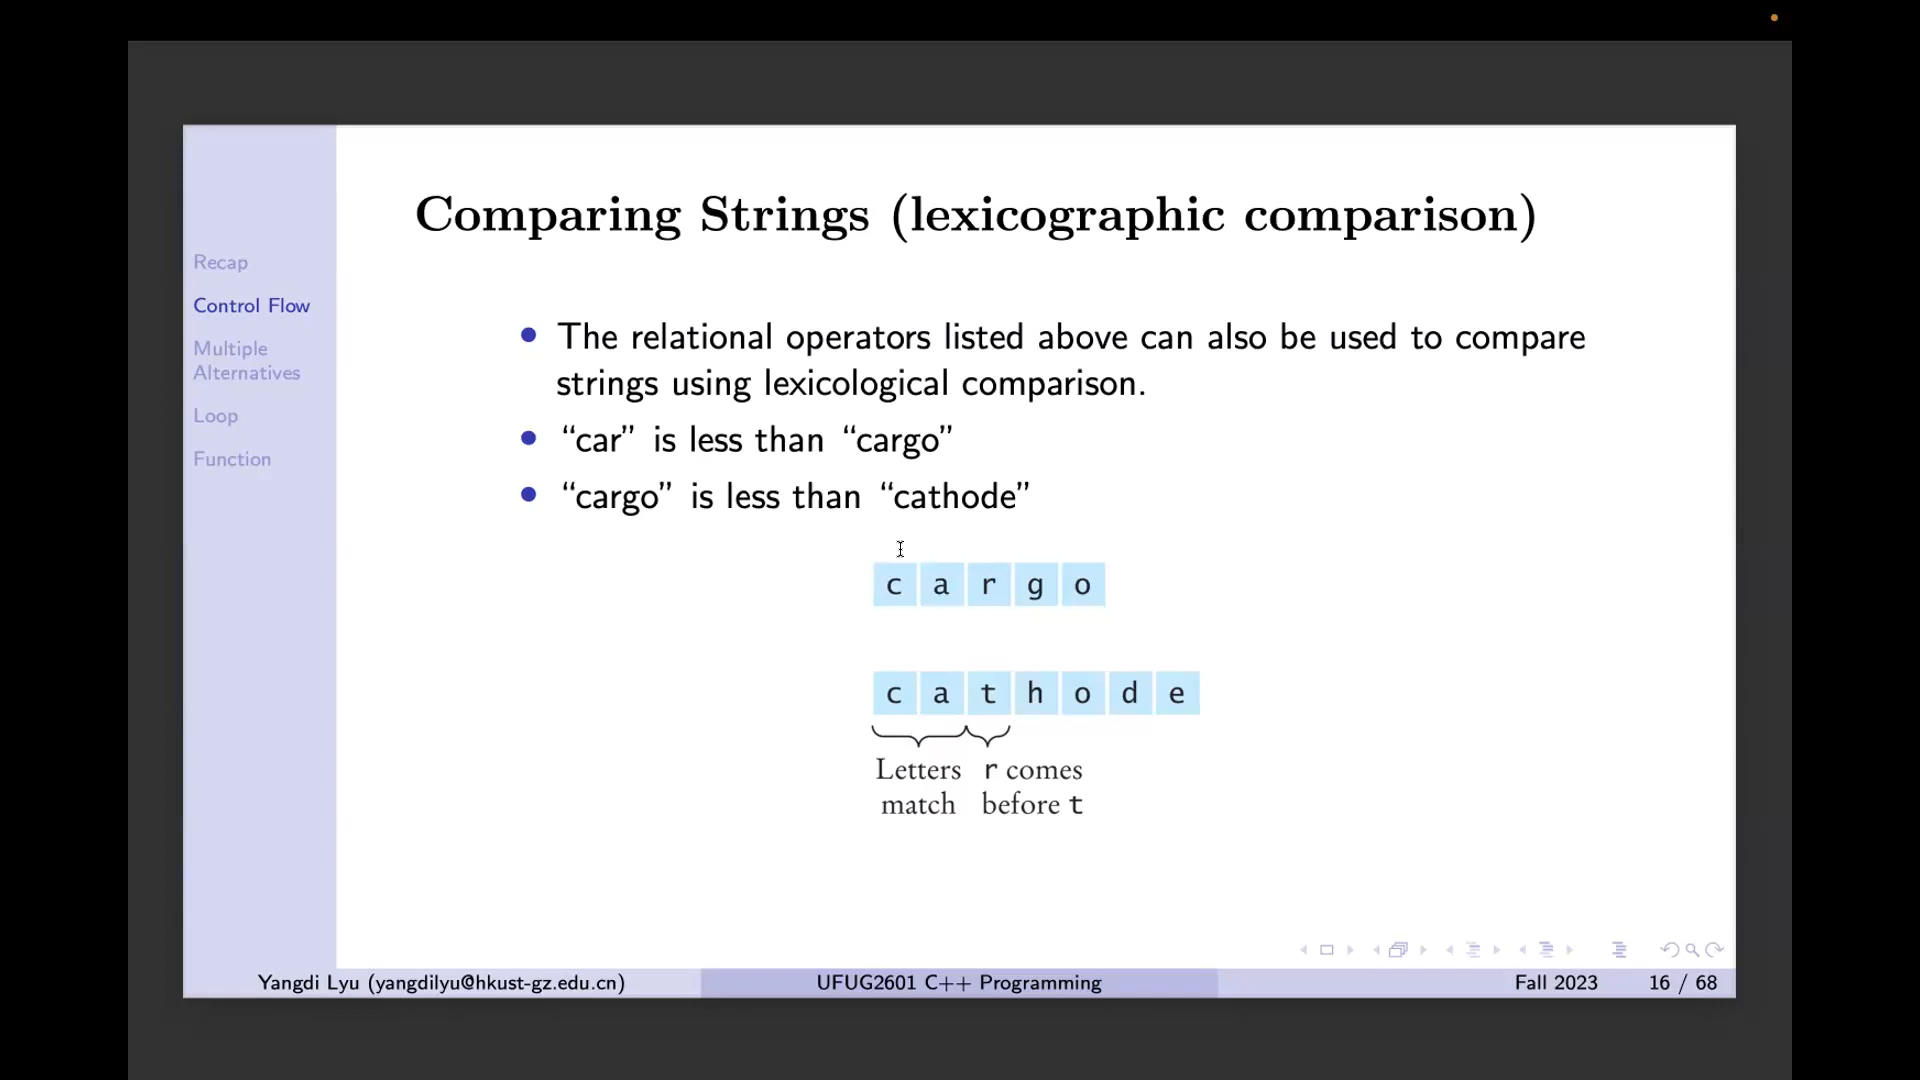 Comparing Strings (lexicographic comparison)
Recap
Control Flow
Multiple
Alternatives
Loop
Function
The relational operators listed above can also be used to compare
strings using lexicological comparison.
“car” is less than “cargo”
“cargo” is less than “cathode”
c a r g o
c a t h o d e
Letters
match
r comes
before t
Yangdi Lyu (yangdilyu@hkust-gz.edu.cn)
UFUG2601 C++ Programming
Fall 2023
16 / 68